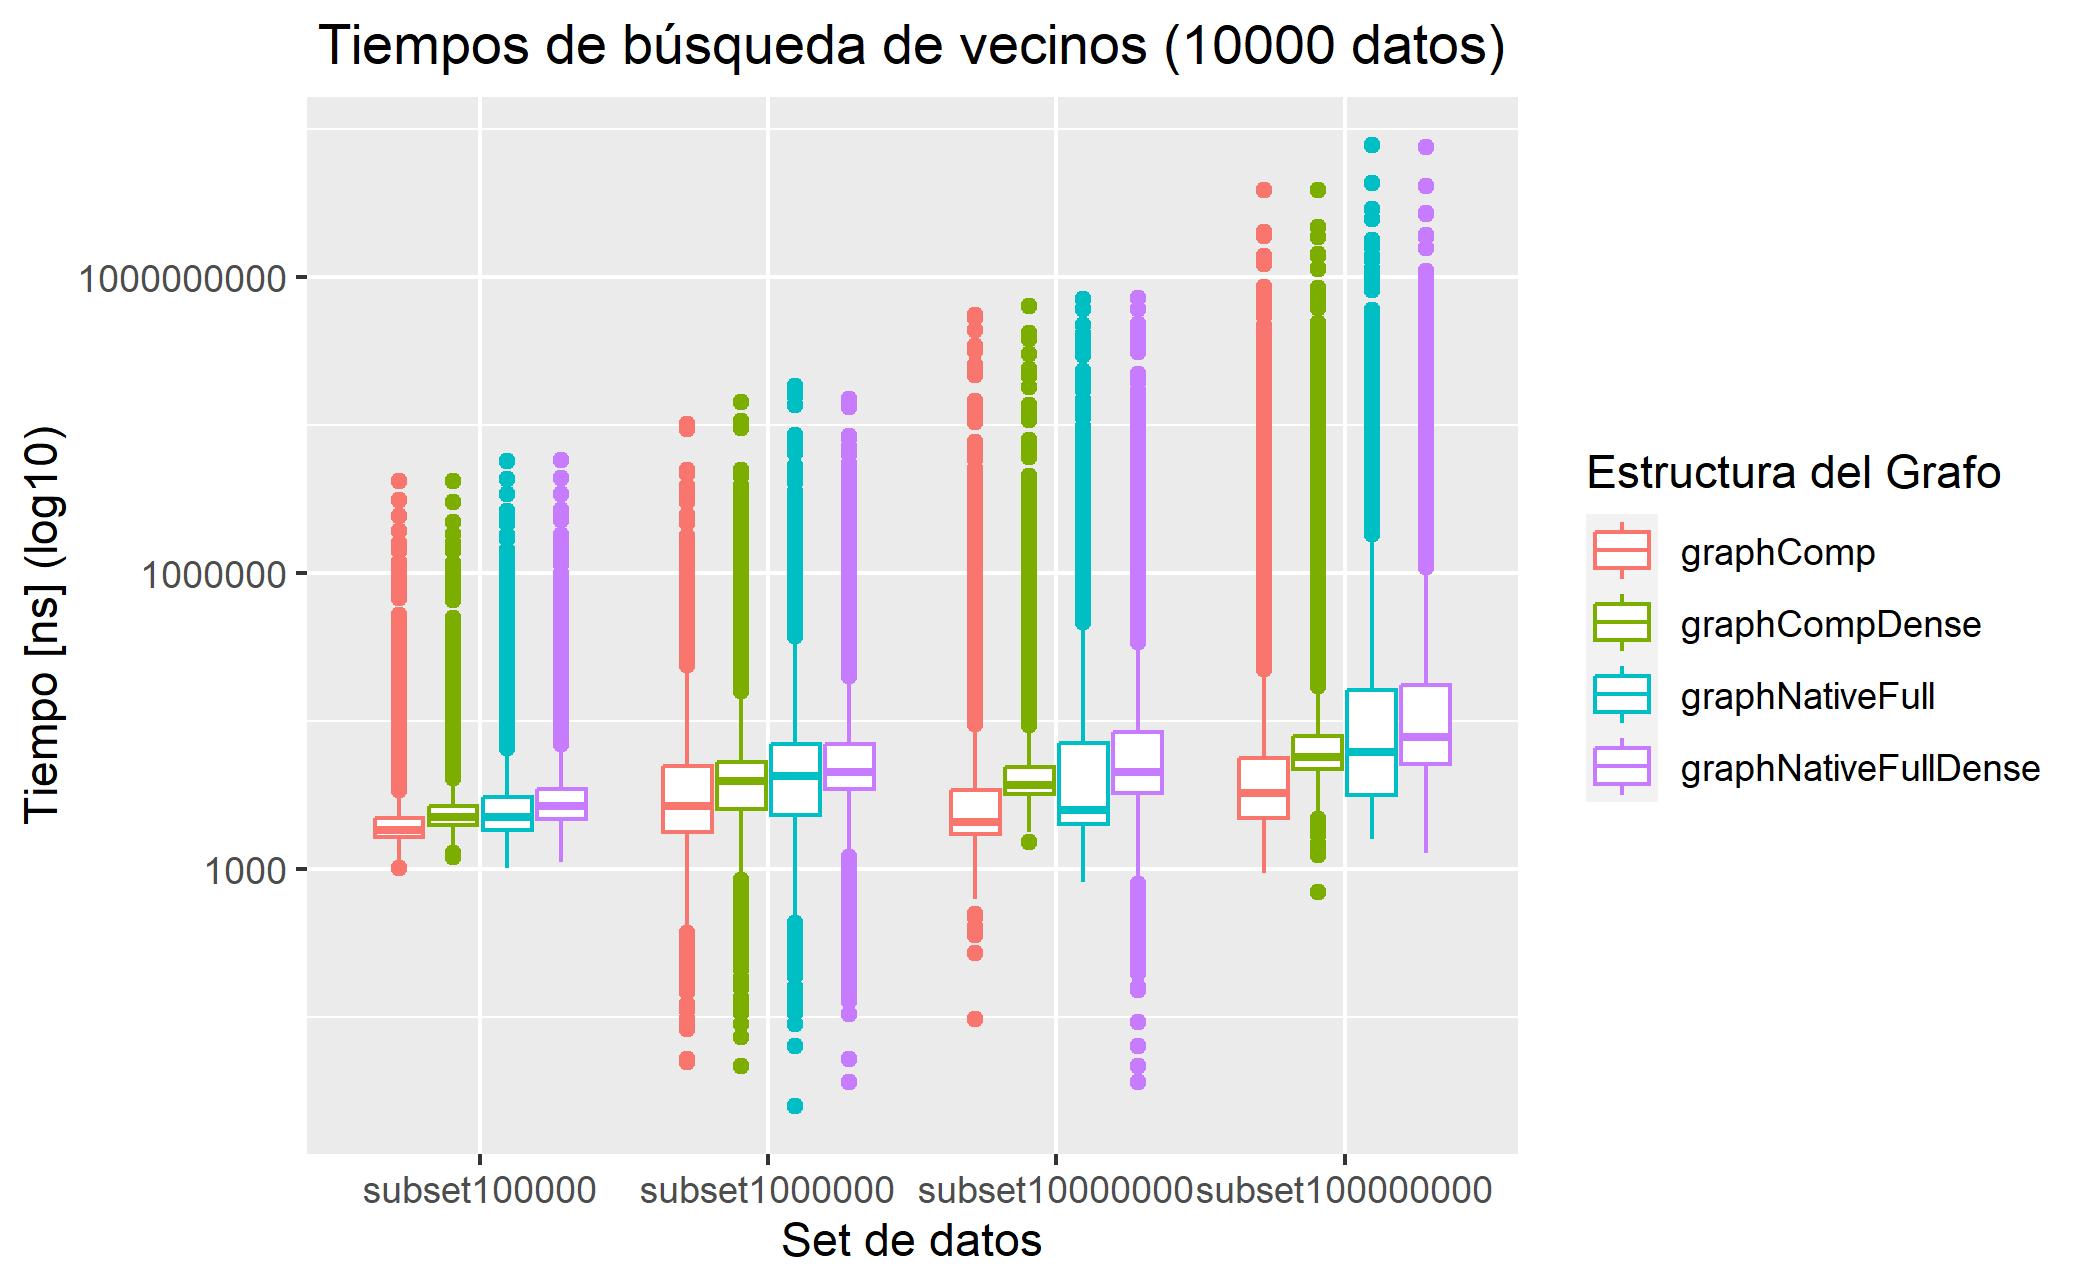 Tiempos de búsqueda de vecinos (10000 datos)
1000000000
1000000
1000
Tiempo [ns] (log10)
subset100000 subset1000000 subset10000000 subset100000000
Set de datos
Estructura del Grafo
graphComp
graphCompDense
graphNativeFull
graphNativeFullDense